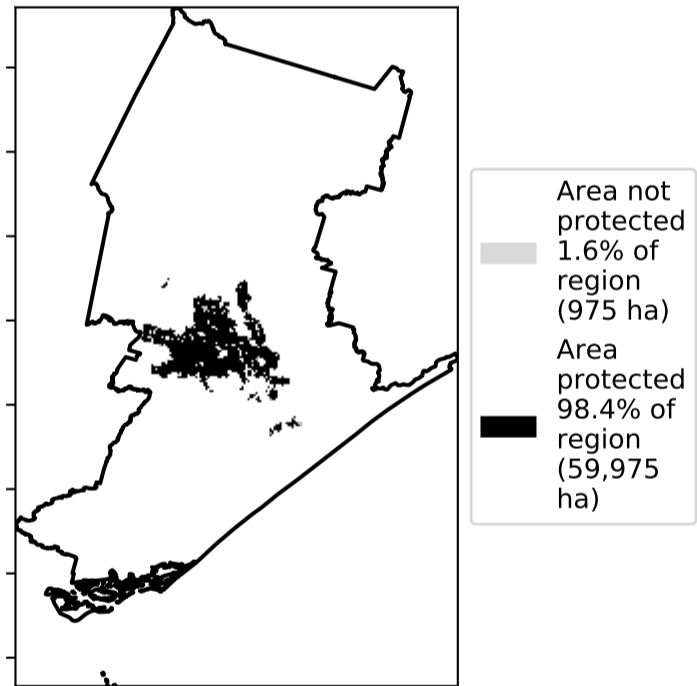 Area not
protected
1.6% of
region
(975 ha)
Area
protected
98.4% of
region
(59,975
ha)